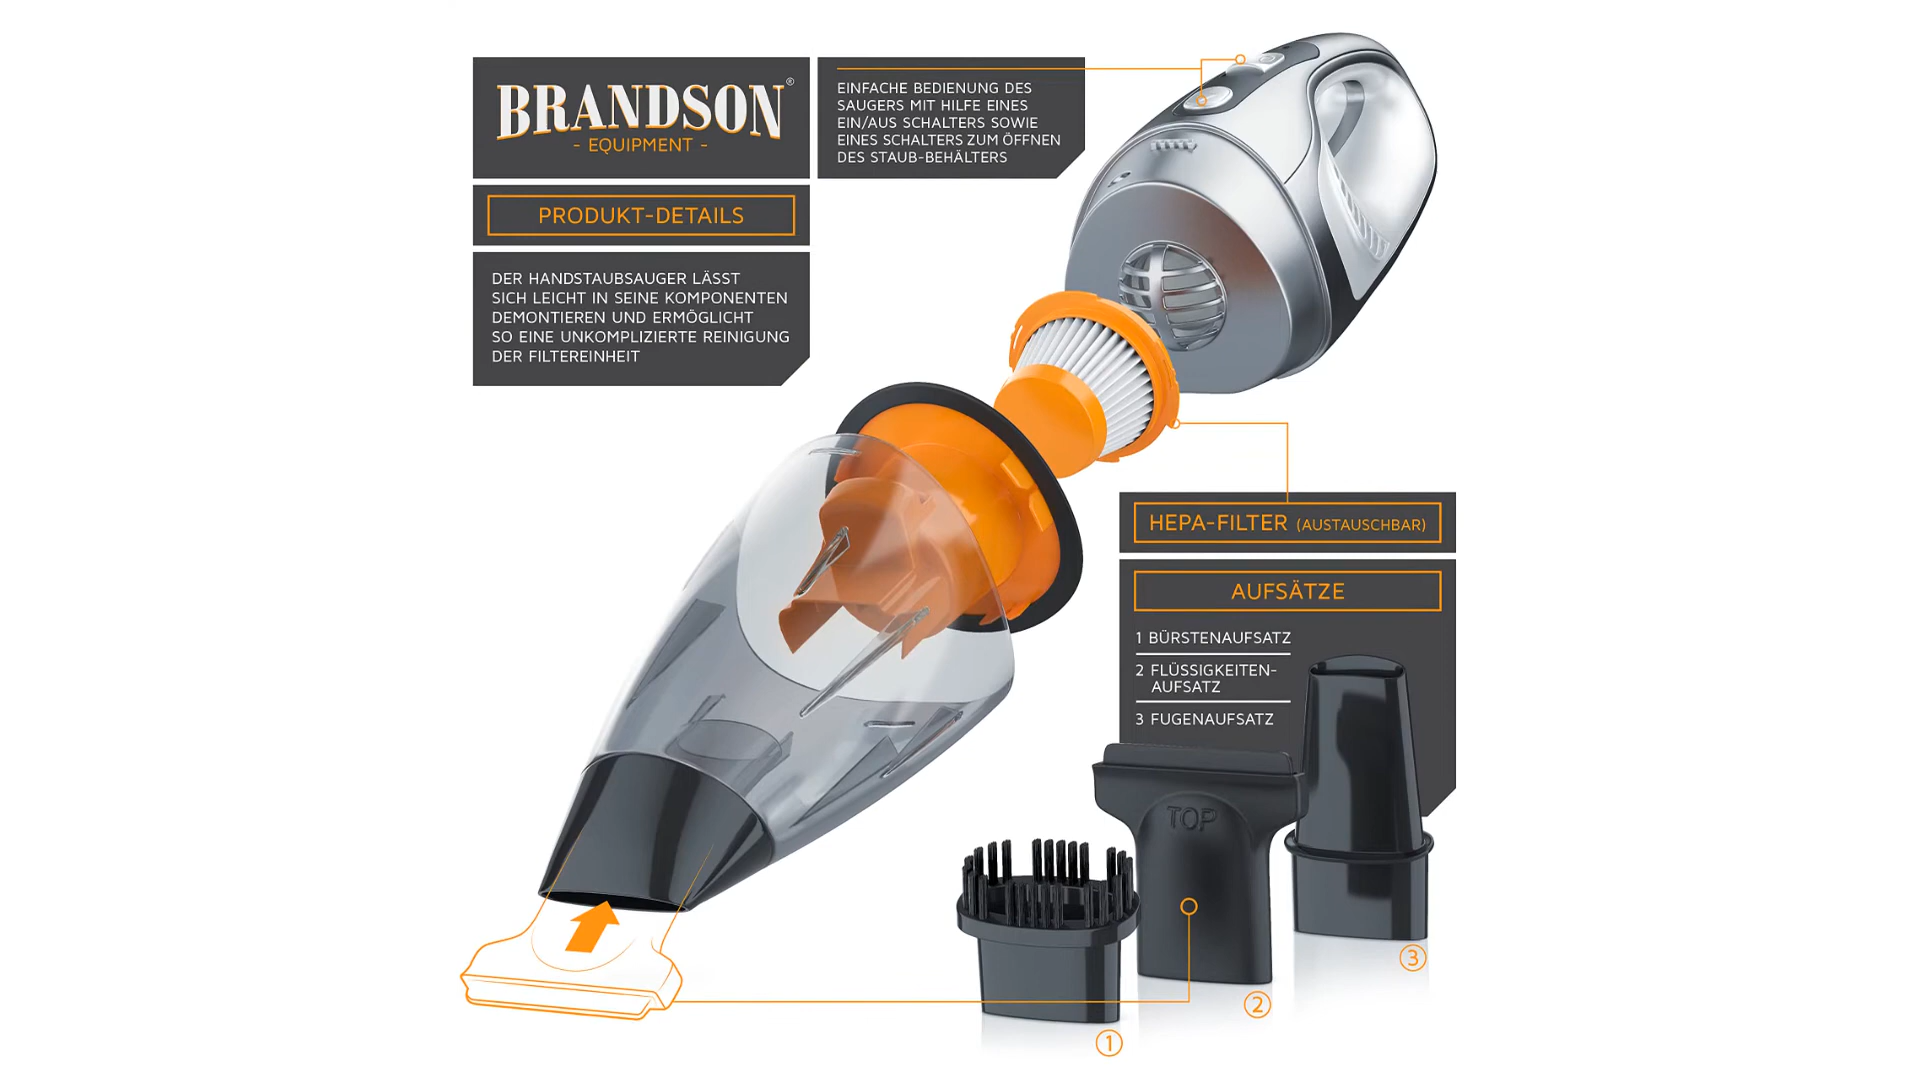 BRANDSON®
- EQUIPMENT -
PRODUKT-DETAILS
DER HANDSTAUBSAUGER LÄSST
SICH LEICHT IN SEINE KOMPONENTEN
DEMONTIEREN UND ERMÖGLICHT
SO EINE UNKOMPLIZIERTE REINIGUNG
DER FILTEREINHEIT
EINFACHE BEDIENUNG DES
SAUGERS MIT HILFE EINES
EIN/AUS SCHALTERS SOWIE
EINES SCHALTERS ZUM ÖFFNEN
DES STAUB-BEHÄLTERS
HEPA-FILTER (AUSTAUSCHBAR)
AUFSÄTZE
1 BÜRSTENAUFSATZ
2 FLÜSSIGKEITEN-
AUFSATZ
3 FUGENAUFSATZ
TOP
3
2
1